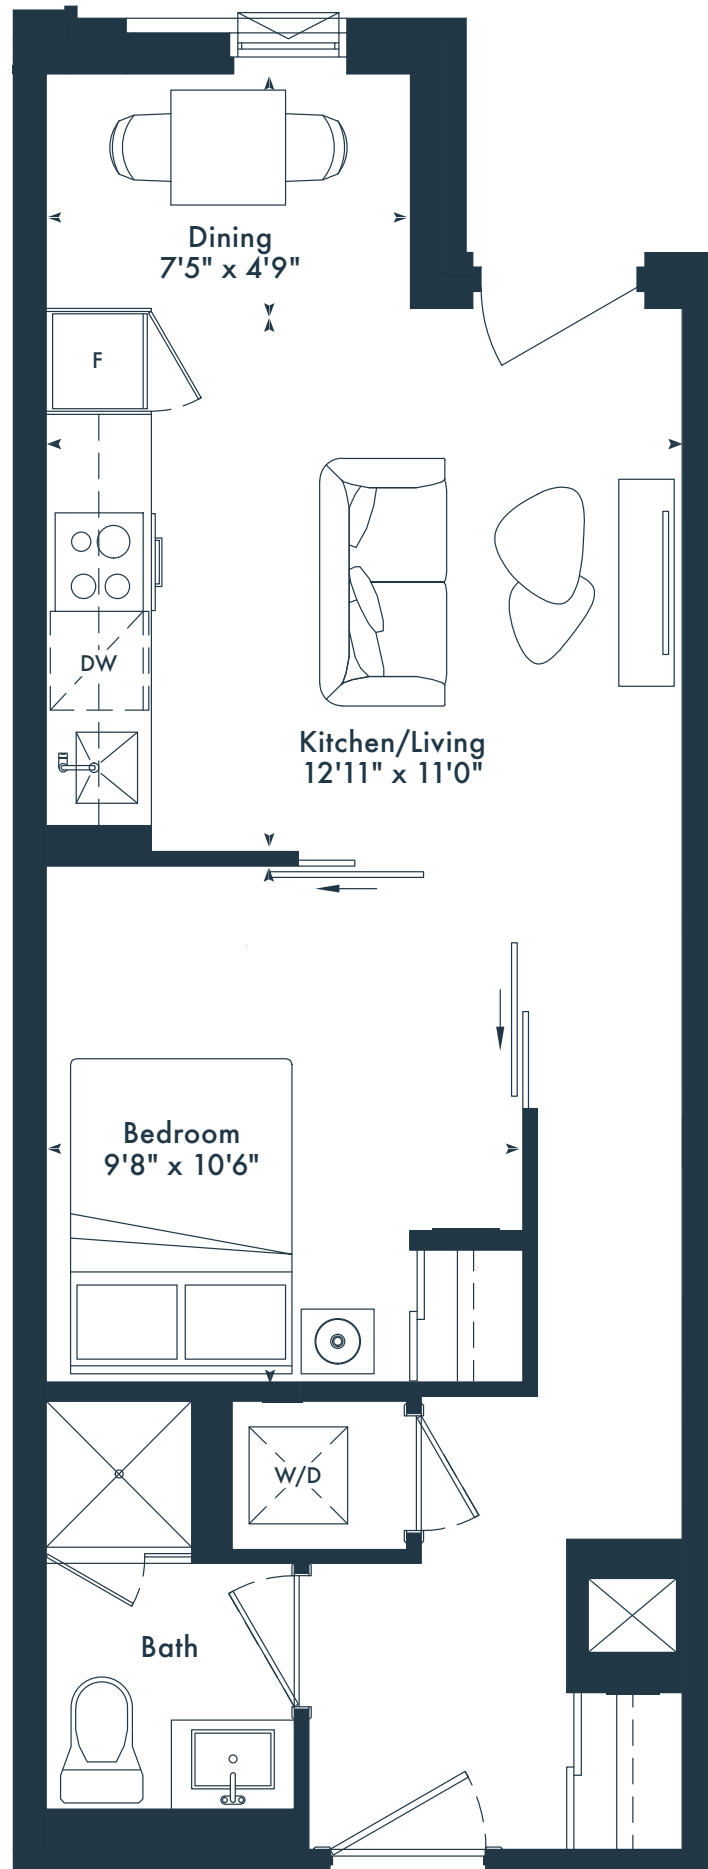 Dining
7'5" x 4'9"
F
DW
Kitchen/Living
12'11" x 11'0"
Bedroom
9'8" x 10'6"
W/D
Bath